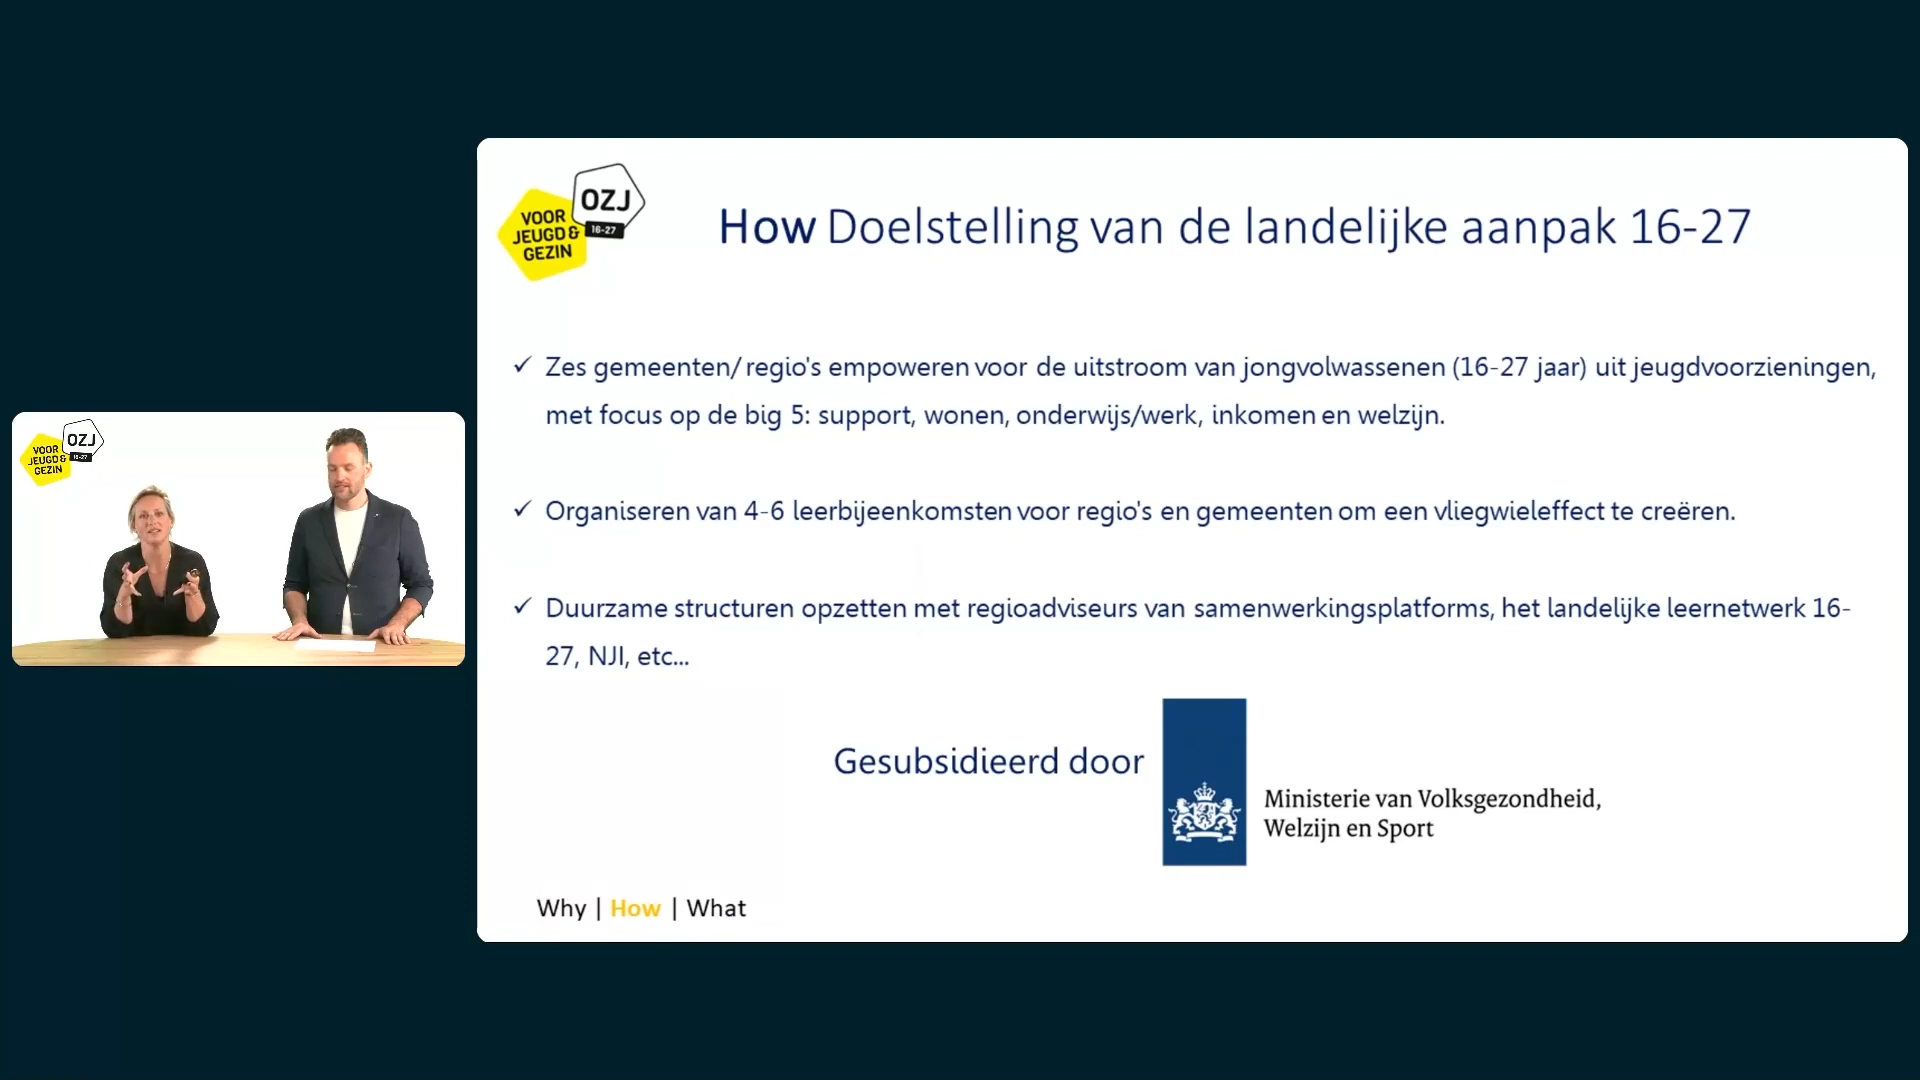 VOOR
JEUGD &
GEZIN
OZJ
16-27
How Doelstelling van de landelijke aanpak 16-27
✓ Zes gemeenten/regio's empoweren voor de uitstroom van jongvolwassenen (16-27 jaar) uit jeugdvoorzieningen,
met focus op de big 5: support, wonen, onderwijs/werk, inkomen en welzijn.
✓ Organiseren van 4-6 leerbijeenkomsten voor regio's en gemeenten om een vliegwieleffect te creëren.
✓ Duurzame structuren opzetten met regioadviseurs van samenwerkingsplatforms, het landelijke leernetwerk 16-
27, NJI, etc...
Gesubsidieerd door
Ministerie van Volksgezondheid,
Welzijn en Sport
Why | How | What
OZJ
16-27
VOOR
JEUGD &
GEZIN